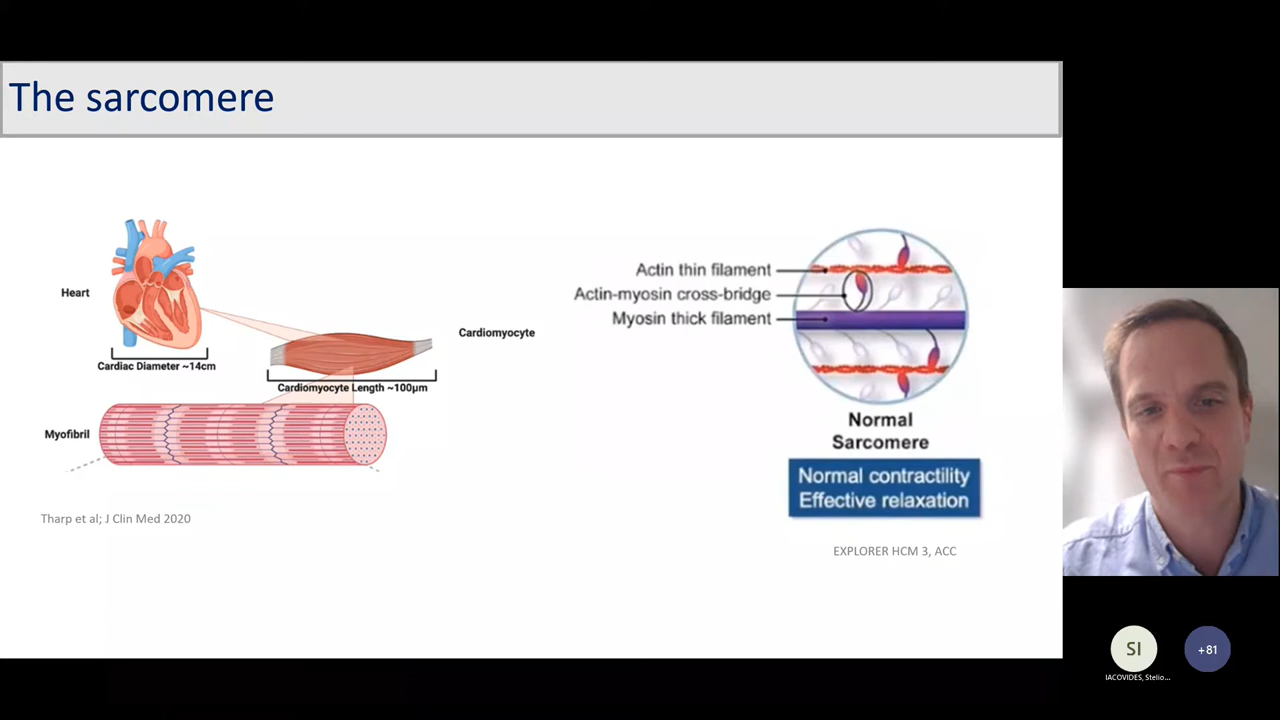 The sarcomere
Heart
Cardiac Diameter ~14cm
Cardiomyocyte
Cardiomyocyte Length ~100μm
Myofibril
Tharp et al; J Clin Med 2020
Actin thin filament
Actin-myosin cross-bridge
Myosin thick filament
Normal
Sarcomere
Normal contractility
Effective relaxation
EXPLORER HCM 3, ACC
SI
+81
IACOVIDES, Stelio...